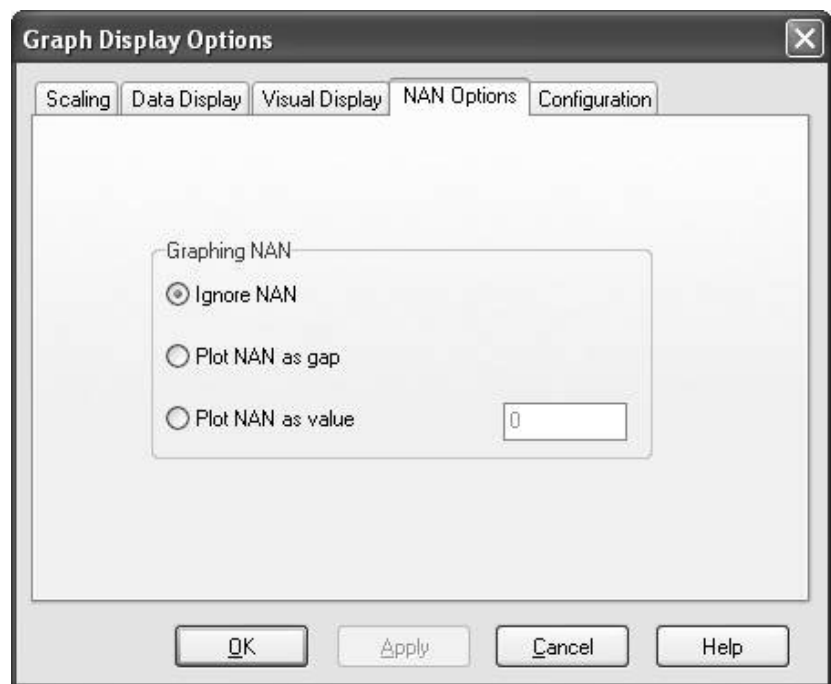 Graph Display Options
Scaling Data Display Visual Display NAN Options Configuration
Graphing NAN
Ignore NAN
Plot NAN as gap
Plot NAN as value 0
OK Apply Cancel Help